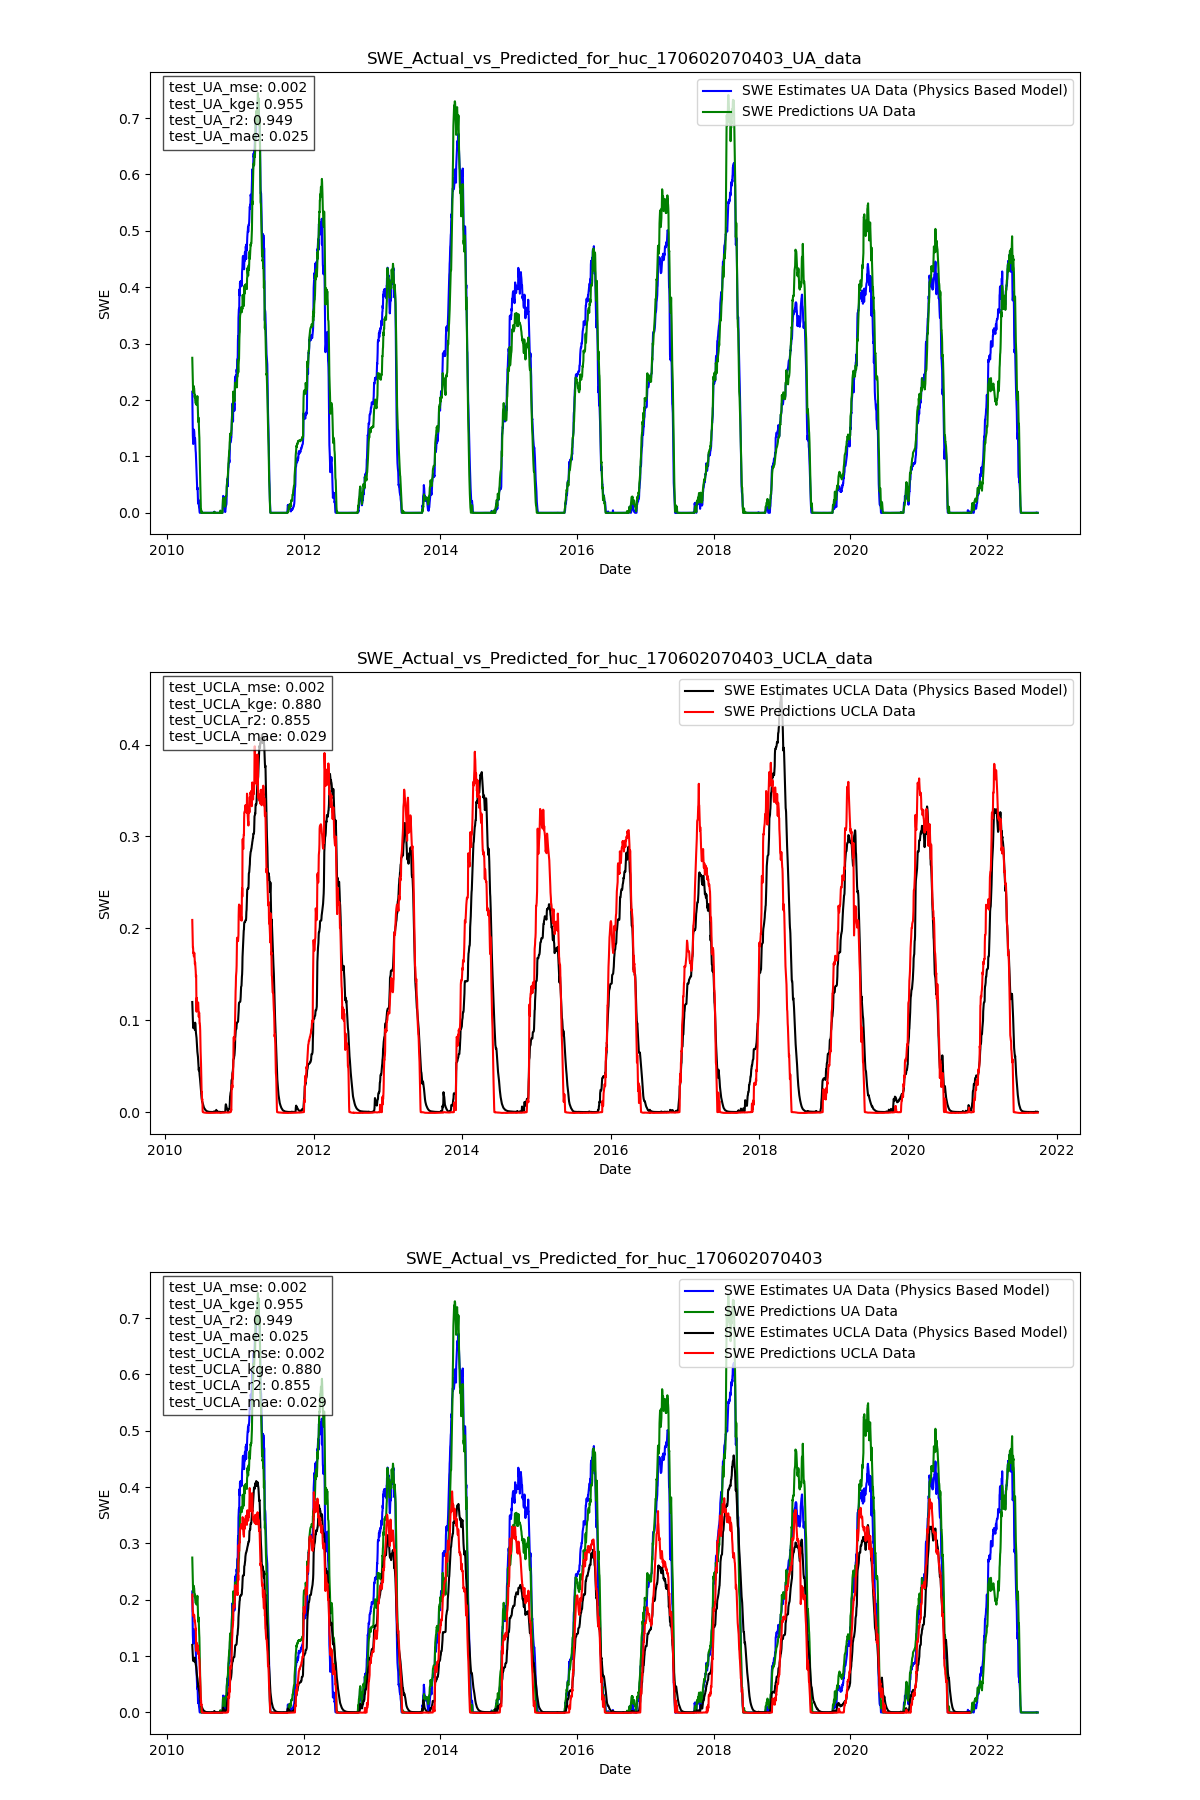 SWE_Actual_vs_Predicted_for_huc_170602070403_UA_data
test_UA_mse: 0.002
test_UA_kge: 0.955
test_UA_r2: 0.949
test_UA_mae: 0.025
SWE Estimates UA Data (Physics Based Model)
SWE Predictions UA Data
0.7
0.6
0.5
0.4
0.3
0.2
0.1
0.0
SWE
2010 2012 2014 2016 2018 2020 2022
Date
SWE_Actual_vs_Predicted_for_huc_170602070403_UCLA_data
test_UCLA_mse: 0.002
test_UCLA_kge: 0.880
test_UCLA_r2: 0.855
test_UCLA_mae: 0.029
SWE Estimates UCLA Data (Physics Based Model)
SWE Predictions UCLA Data
0.4
0.3
0.2
0.1
0.0
SWE
2010 2012 2014 2016 2018 2020 2022
Date
SWE_Actual_vs_Predicted_for_huc_170602070403
test_UA_mse: 0.002
test_UA_kge: 0.955
test_UA_r2: 0.949
test_UA_mae: 0.025
test_UCLA_mse: 0.002
test_UCLA_kge: 0.880
test_UCLA_r2: 0.855
test_UCLA_mae: 0.029
SWE Estimates UA Data (Physics Based Model)
SWE Predictions UA Data
SWE Estimates UCLA Data (Physics Based Model)
SWE Predictions UCLA Data
0.7
0.6
0.5
0.4
0.3
0.2
0.1
0.0
SWE
2010 2012 2014 2016 2018 2020 2022
Date